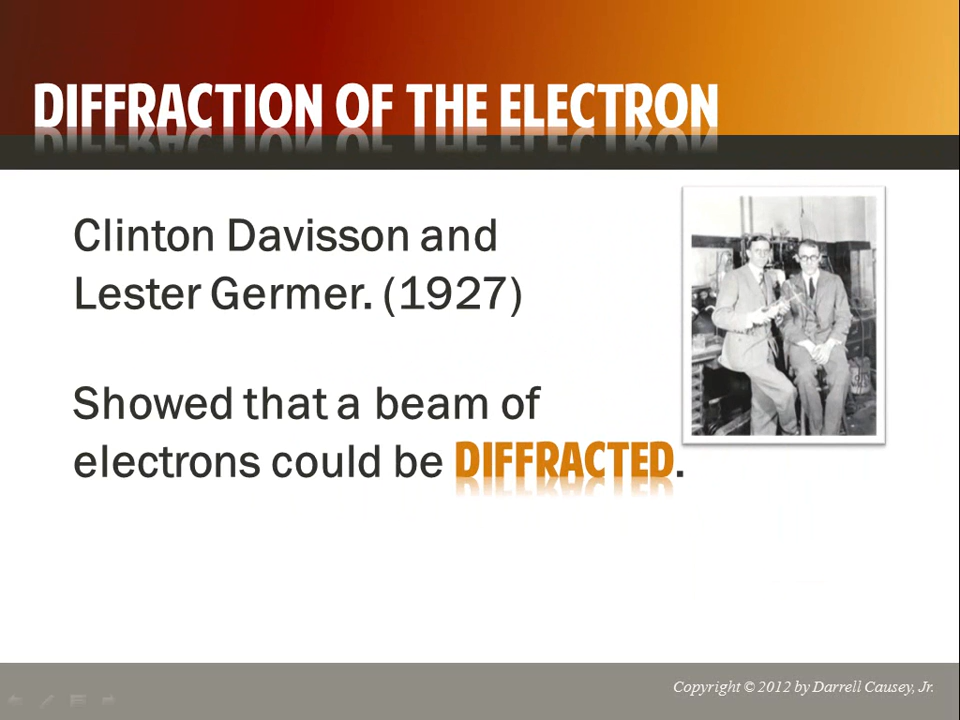 DIFFRACTION OF THE ELECTRON
Clinton Davisson and
Lester Germer. (1927)
Showed that a beam of
electrons could be DIFFRACTED.
Copyright © 2012 by Darrell Causey, Jr.